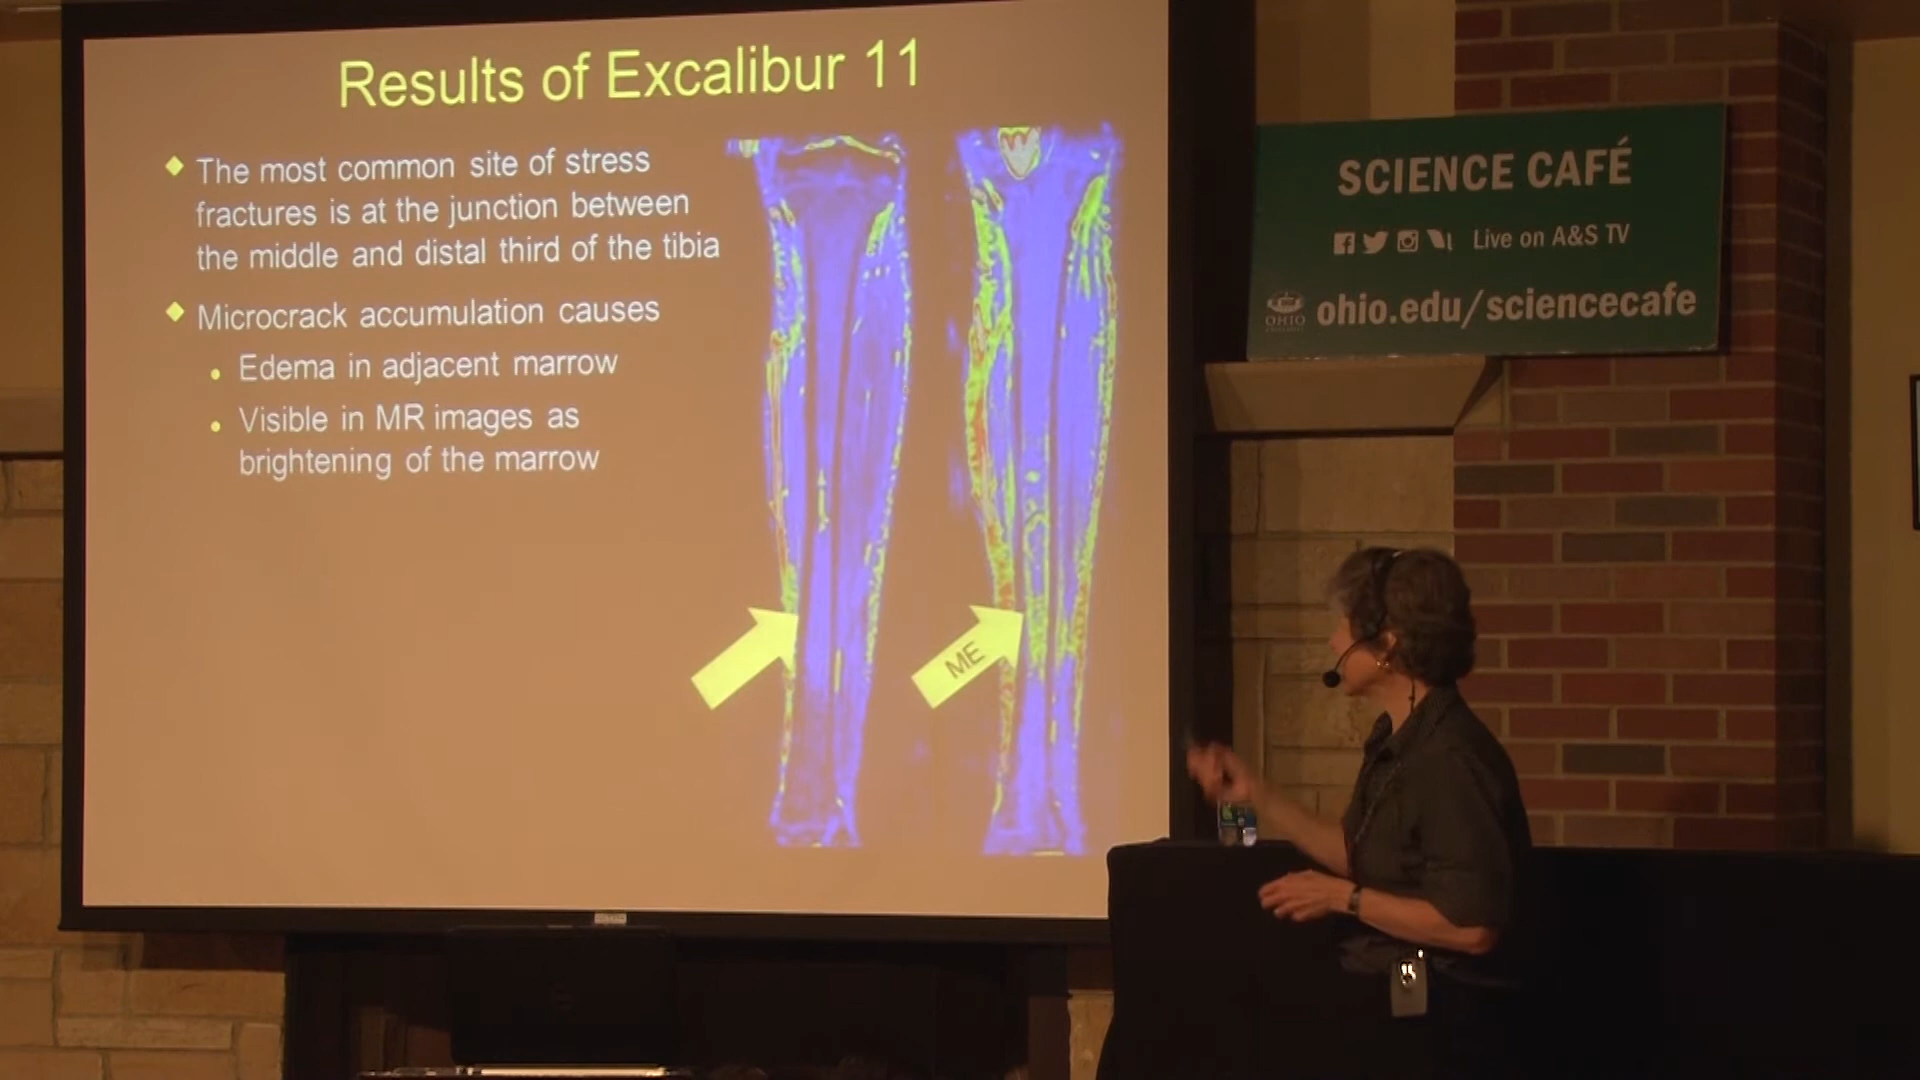 Results of Excalibur 11
The most common site of stress
fractures is at the junction between
the middle and distal third of the tibia
Microcrack accumulation causes
Edema in adjacent marrow
Visible in MR images as
brightening of the marrow
ME
SCIENCE CAFÉ
Live on A&S TV
OHIO
ohio.edu/sciencecafe